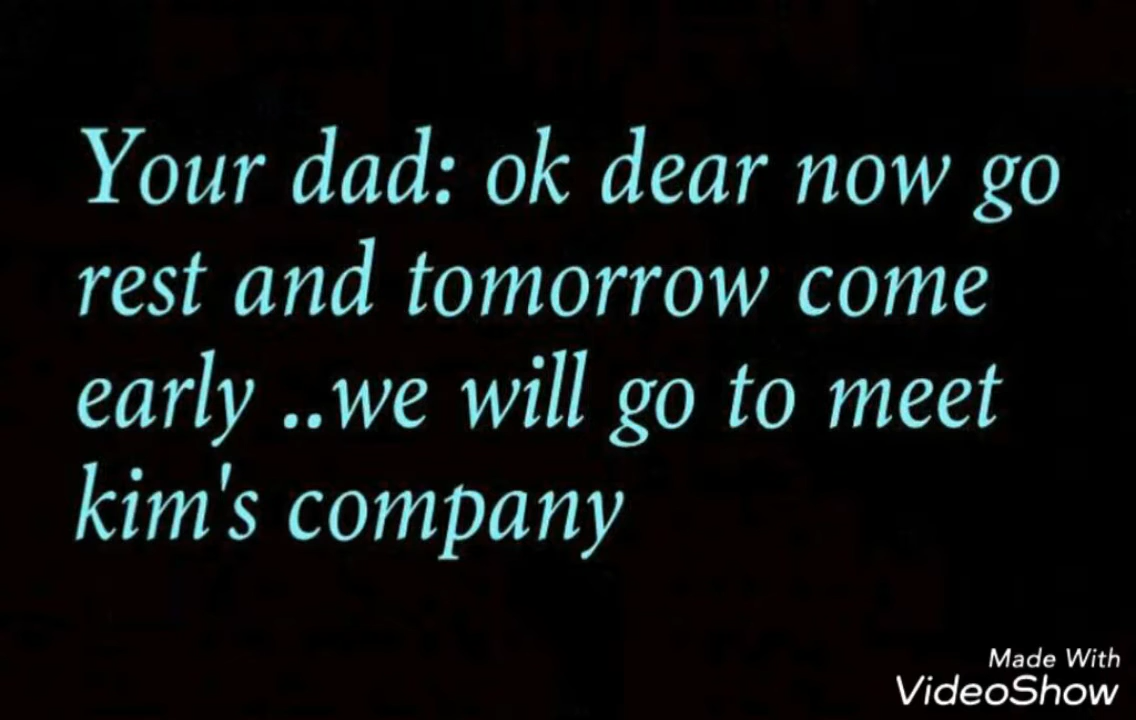 Your dad: ok dear now go
rest and tomorrow come
early ..we will go to meet
kim's company
Made With
VideoShow